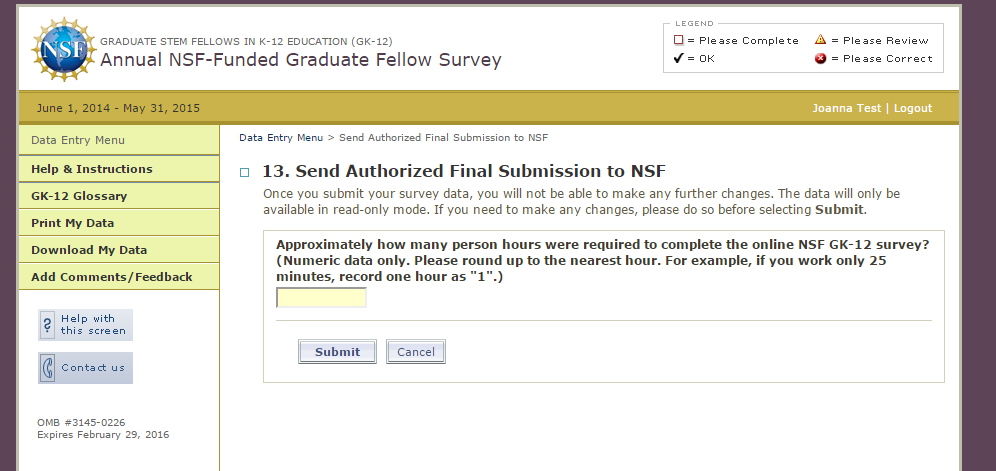 NSF
GRADUATE STEM FELLOWS IN K-12 EDUCATION (GK-12)
Annual NSF-Funded Graduate Fellow Survey
LEGEND
= Please Complete
= Please Review
= OK
= Please Correct
June 1, 2014 - May 31, 2015
Joanna Test | Logout
Data Entry Menu
Help & Instructions
GK-12 Glossary
Print My Data
Download My Data
Add Comments/Feedback
? Help with
this screen
Contact us
OMB #3145-0226
Expires February 29, 2016
Data Entry Menu > Send Authorized Final Submission to NSF
13. Send Authorized Final Submission to NSF
Once you submit your survey data, you will not be able to make any further changes. The data will only be
available in read-only mode. If you need to make any changes, please do so before selecting Submit.
Approximately how many person hours were required to complete the online NSF GK-12 survey?
(Numeric data only. Please round up to the nearest hour. For example, if you work only 25
minutes, record one hour as "1".)
Submit
Cancel